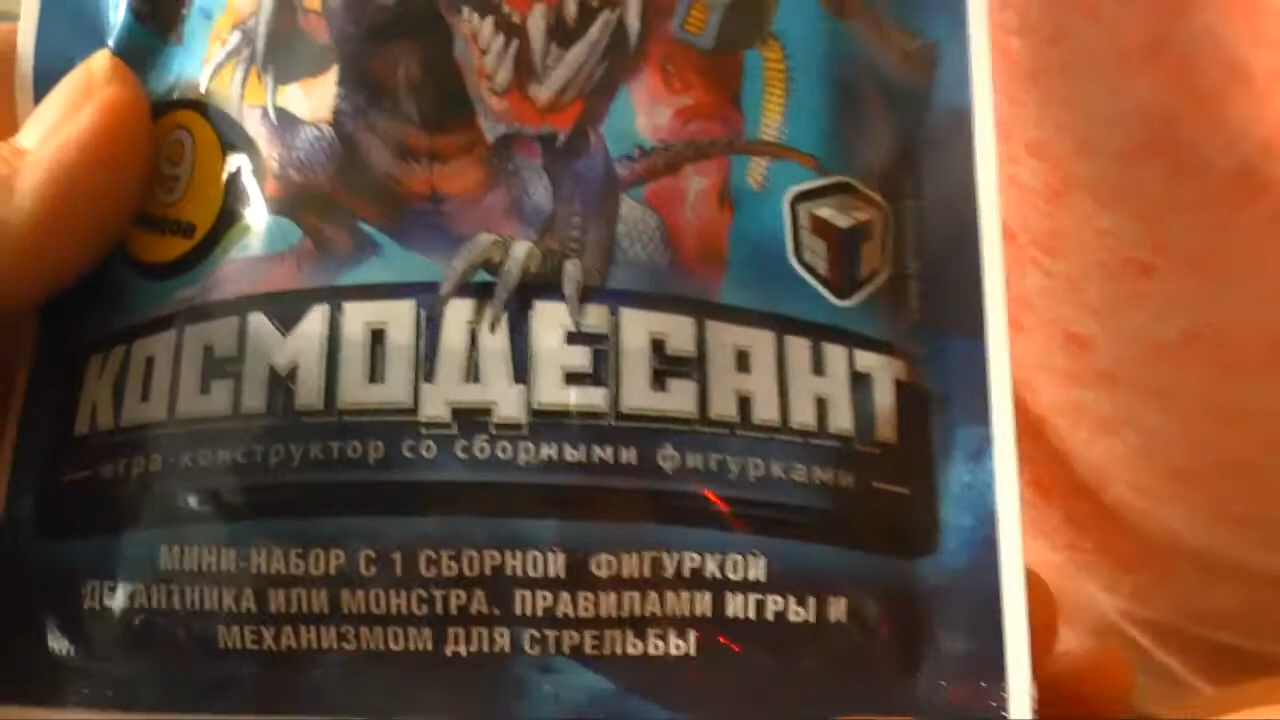 9
КОСМОДЕСАНТ
— игра-конструктор со сборными фигурками —
МИНИ-НАБОР С 1 СБОРНОЙ ФИГУРКОЙ
ДЕСАНТНИКА ИЛИ МОНСТРА. ПРАВИЛАМИ ИГРЫ И
МЕХАНИЗМОМ ДЛЯ СТРЕЛЬБЫ